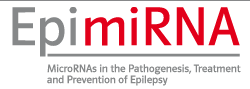 EpimiRNA
MicroRNAs in the Pathogenesis, Treatment
and Prevention of Epilepsy